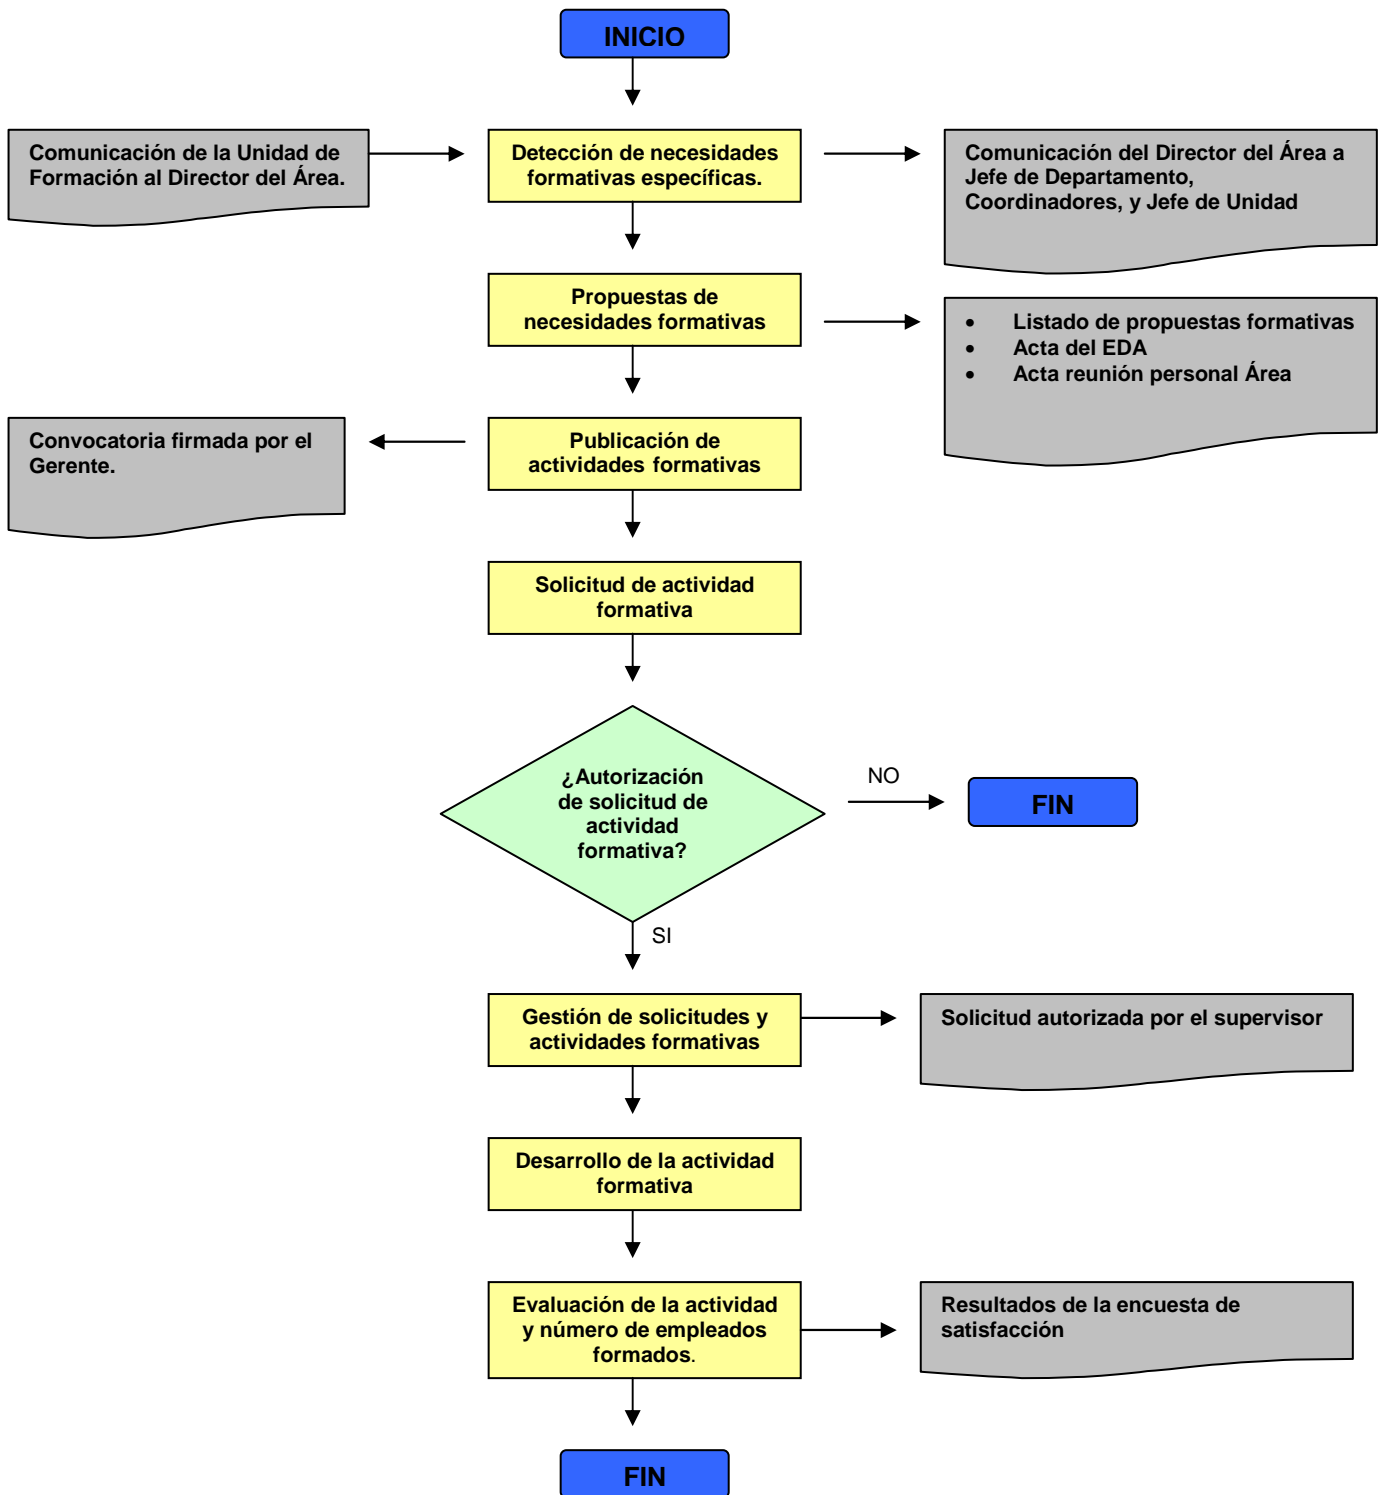 INICIO
Comunicación de la Unidad de
Formación al Director del Área.
Detección de necesidades
formativas específicas.
Comunicación del Director del Área a
Jefe de Departamento,
Coordinadores, y Jefe de Unidad
Propuestas de
necesidades formativas
• Listado de propuestas formativas
• Acta del EDA
• Acta reunión personal Área
Convocatoria firmada por el
Gerente.
Publicación de
actividades formativas
Solicitud de actividad
formativa
¿Autorización
de solicitud de
actividad
formativa?
NO
FIN
SI
Gestión de solicitudes y
actividades formativas
Solicitud autorizada por el supervisor
Desarrollo de la actividad
formativa
Evaluación de la actividad
y número de empleados
formados.
Resultados de la encuesta de
satisfacción
FIN